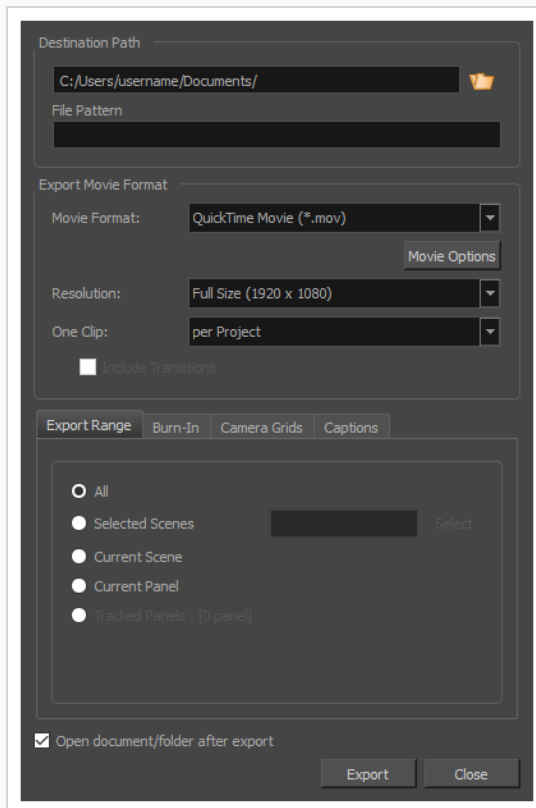 Destination Path
C:/Users/username/Documents/
File Pattern
Export Movie Format
Movie Format: QuickTime Movie (*.mov)
Movie Options
Resolution: Full Size (1920 x 1080)
One Clip: per Project
Include Transitions
Export Range Burn-In Camera Grids Captions
All
Selected Scenes Select
Current Scene
Current Panel
Tracked Panels - [0 panel]
Open document/folder after export
Export Close